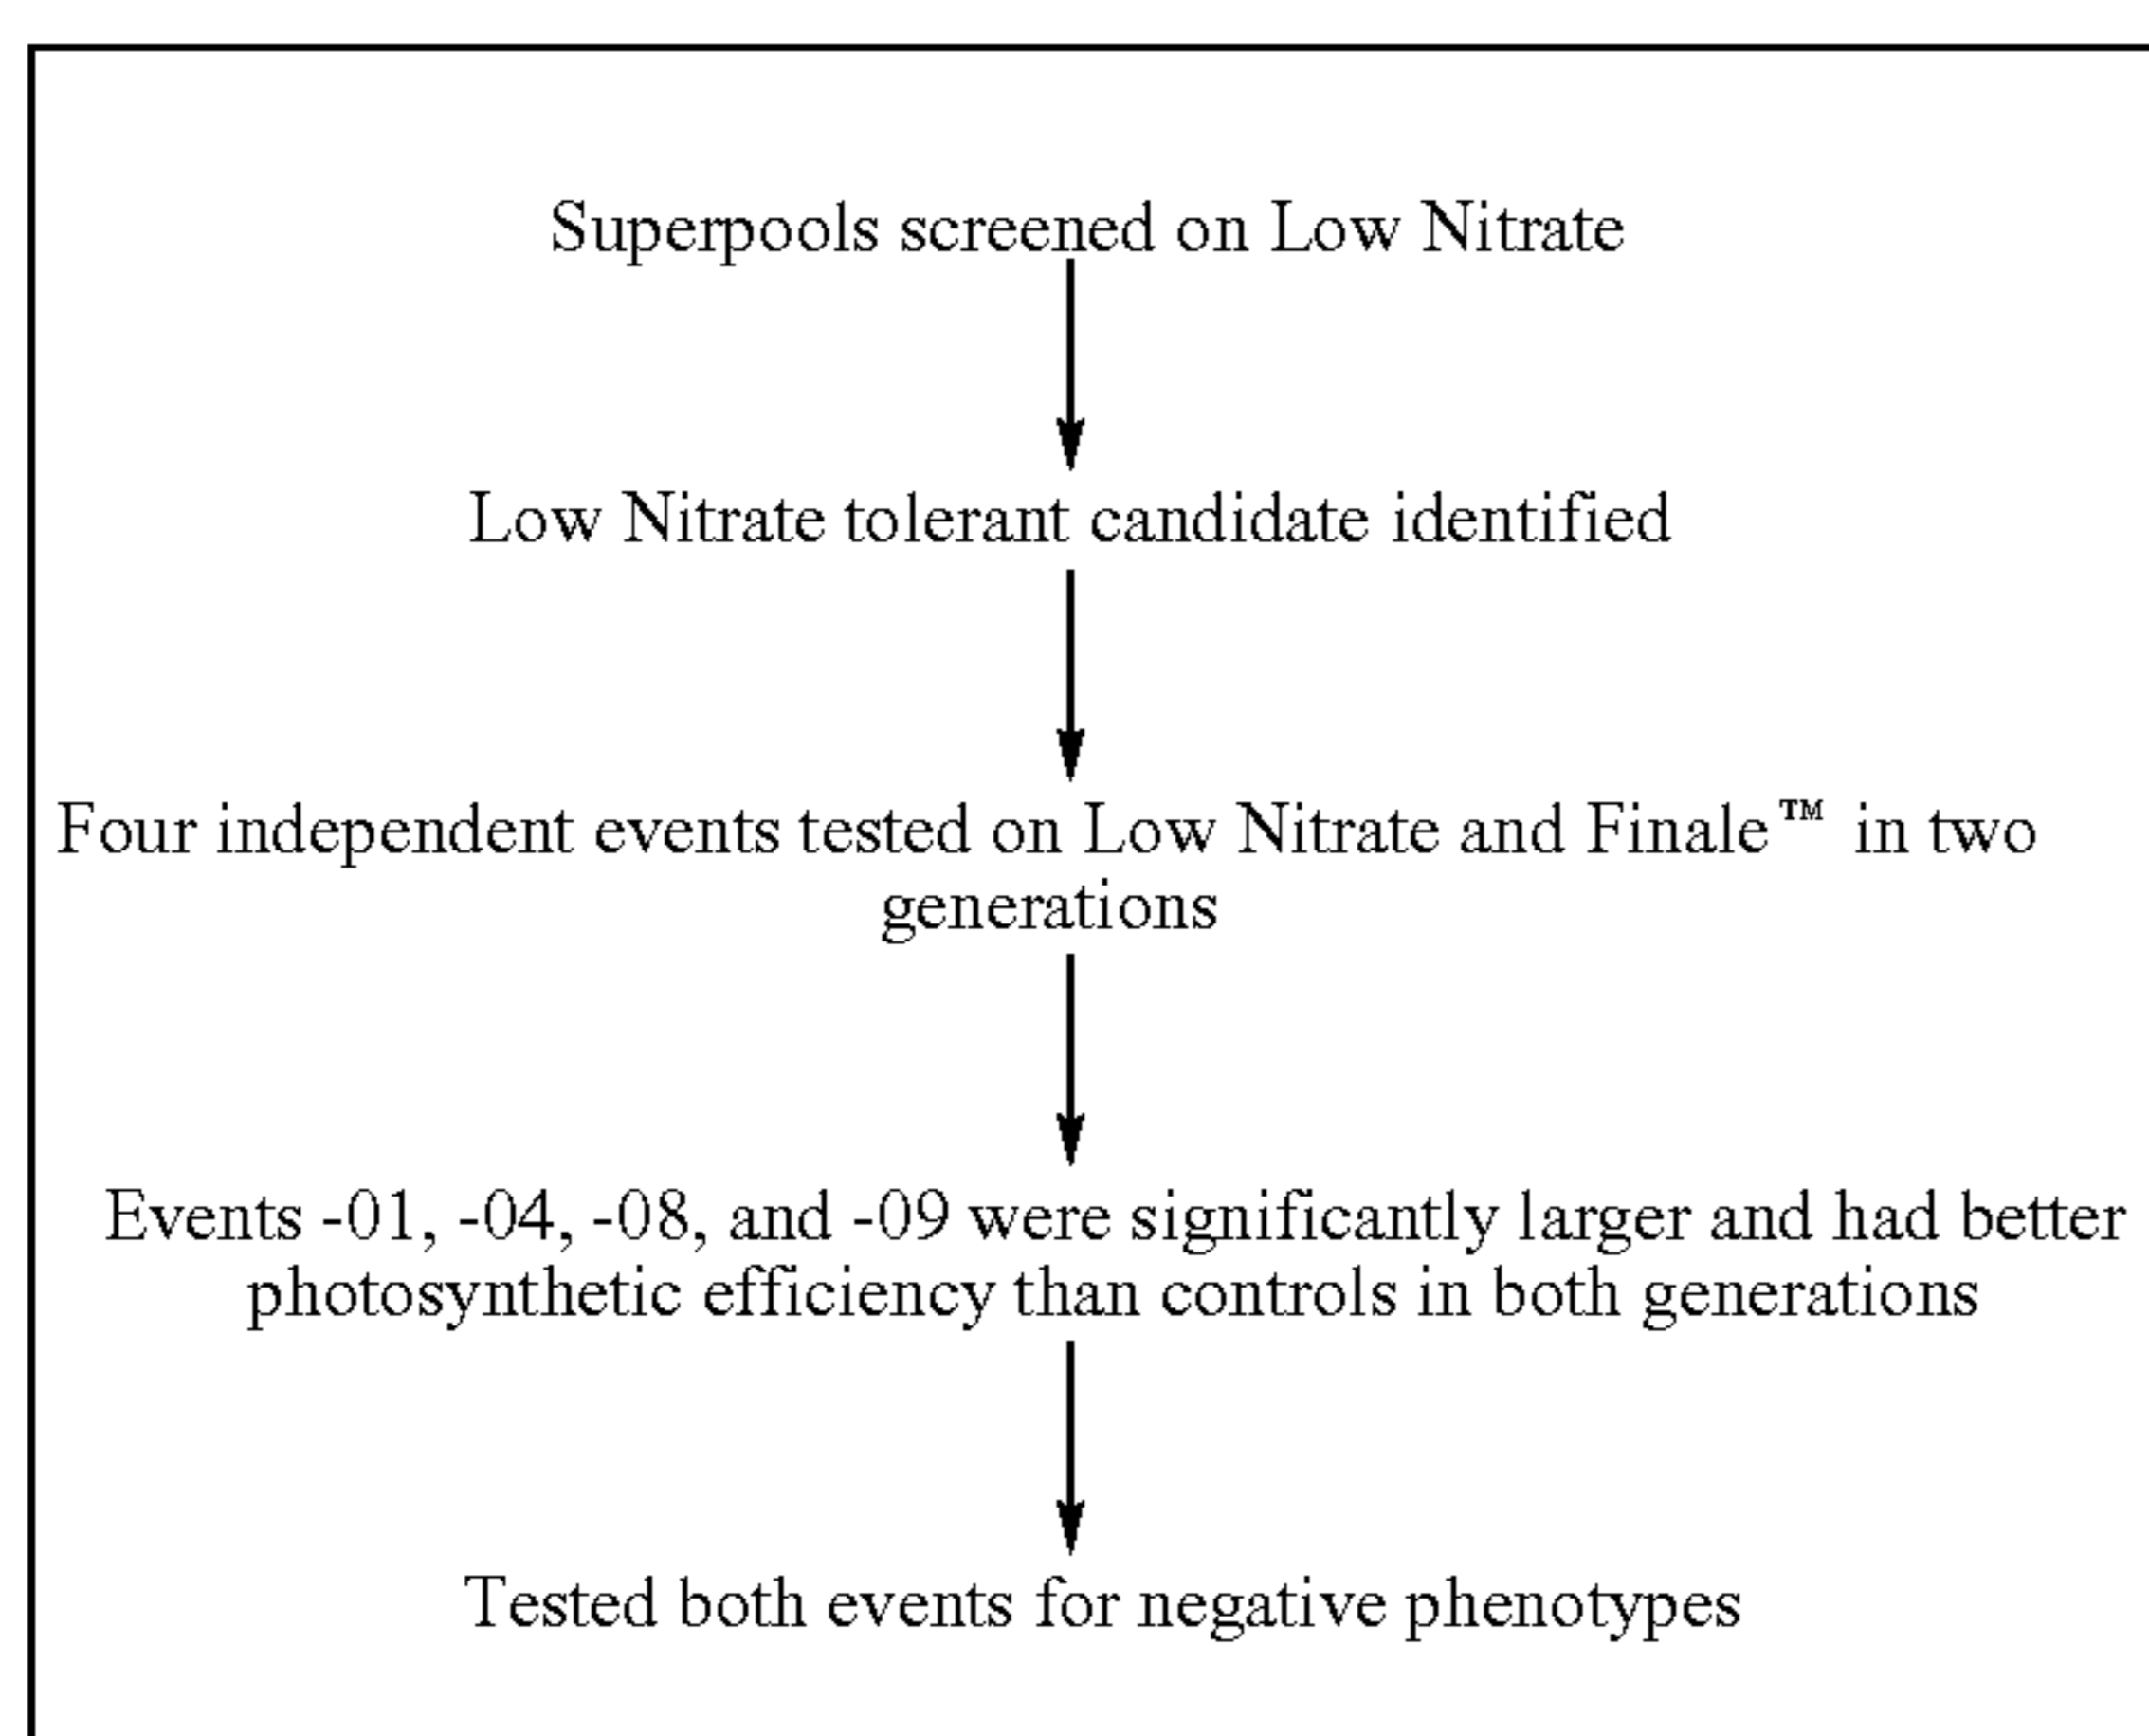 Superpools screened on Low Nitrate
Low Nitrate tolerant candidate identified
Four independent events tested on Low Nitrate and Finale™ in two
generations
Events -01, -04, -08, and -09 were significantly larger and had better
photosynthetic efficiency than controls in both generations
Tested both events for negative phenotypes